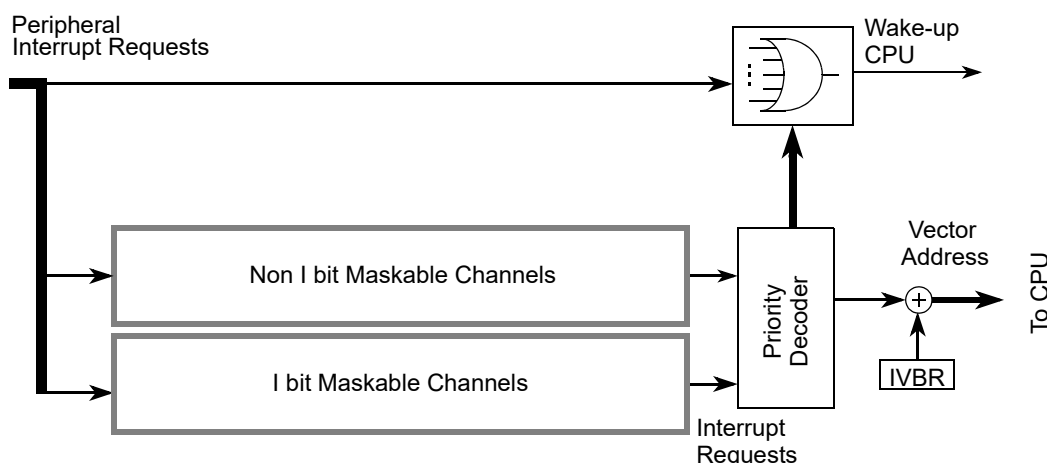 Peripheral
Interrupt Requests
Wake-up
CPU
Non I bit Maskable Channels
I bit Maskable Channels
Priority
Decoder
Vector
Address
To CPU
IVBR
Interrupt
Requests